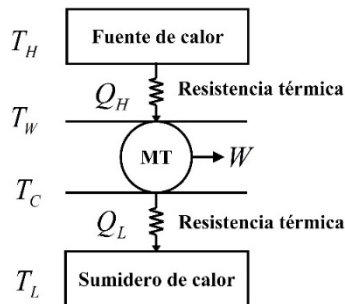 T_H
Fuente de calor
Q_H
Resistencia térmica
T_W
MT
W
T_C
Q_L
Resistencia térmica
T_L
Sumidero de calor